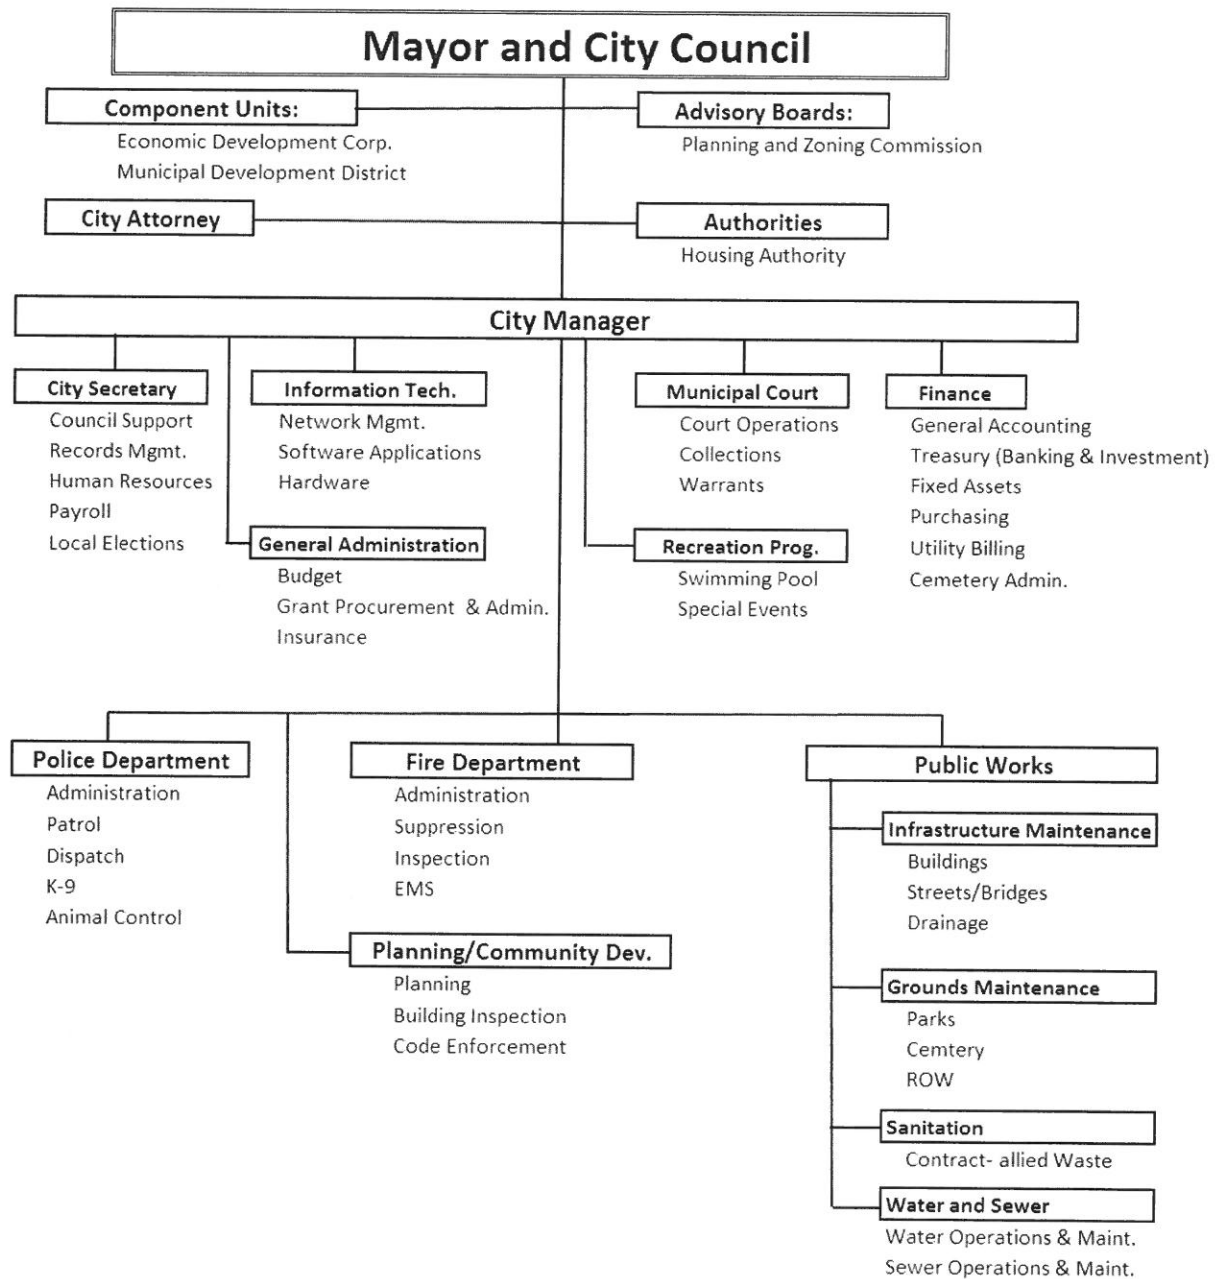 Mayor and City Council
Component Units:
Economic Development Corp.
Municipal Development District
Advisory Boards:
Planning and Zoning Commission
City Attorney
Authorities
Housing Authority
City Manager
City Secretary
Council Support
Records Mgmt.
Human Resources
Payroll
Local Elections
Information Tech.
Network Mgmt.
Software Applications
Hardware
General Administration
Budget
Grant Procurement & Admin.
Insurance
Municipal Court
Court Operations
Collections
Warrants
Recreation Prog.
Swimming Pool
Special Events
Finance
General Accounting
Treasury (Banking & Investment)
Fixed Assets
Purchasing
Utility Billing
Cemetery Admin.
Police Department
Administration
Patrol
Dispatch
K-9
Animal Control
Fire Department
Administration
Suppression
Inspection
EMS
Planning/Community Dev.
Planning
Building Inspection
Code Enforcement
Public Works
Infrastructure Maintenance
Buildings
Streets/Bridges
Drainage
Grounds Maintenance
Parks
Cemtery
ROW
Sanitation
Contract- allied Waste
Water and Sewer
Water Operations & Maint.
Sewer Operations & Maint.